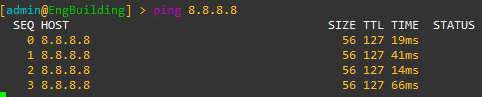 [admin@EngBuilding] > ping 8.8.8.8
SEQ HOST SIZE TTL TIME STATUS
0 8.8.8.8 56 127 19ms
1 8.8.8.8 56 127 41ms
2 8.8.8.8 56 127 14ms
3 8.8.8.8 56 127 66ms